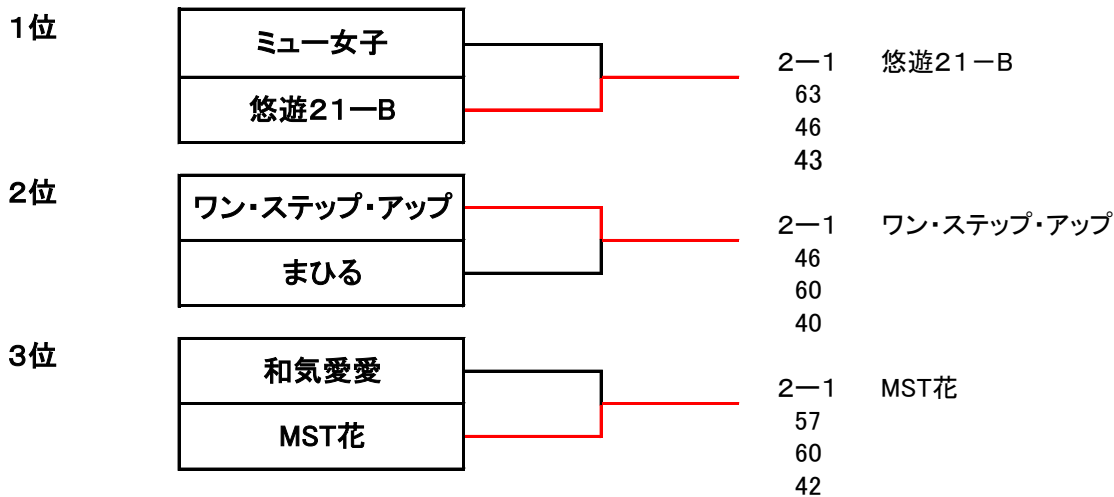 1位
ミュー女子
悠遊21ーB
2ー1 悠遊21－B
63
46
43
2位
ワン・ステップ・アップ
まひる
2ー1 ワン・ステップ・アップ
46
60
40
3位
和気愛愛
MST花
2ー1 MST花
57
60
42